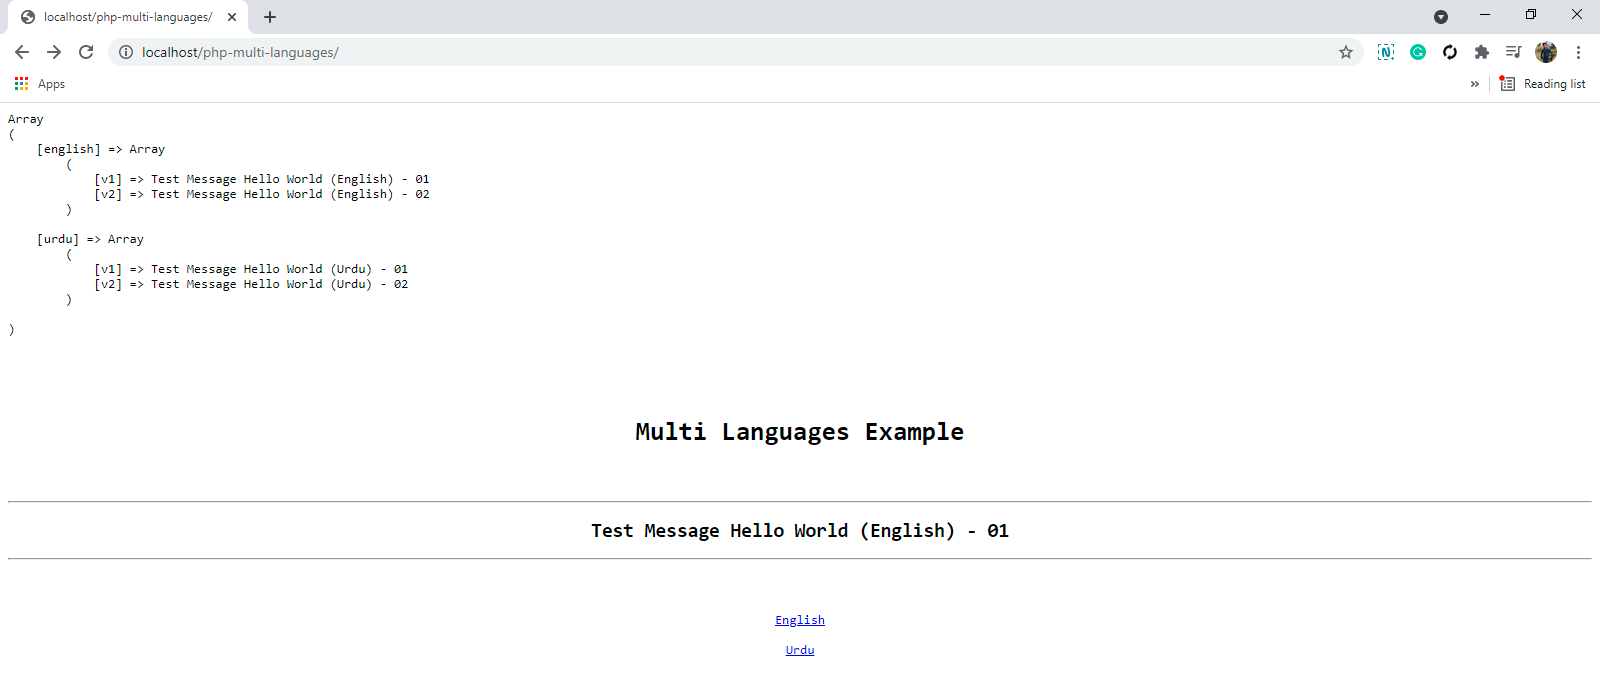 localhost/php-multi-languages/
localhost/php-multi-languages/
Apps
»
Reading list
Array
(
    [english] => Array
        (
            [v1] => Test Message Hello World (English) - 01
            [v2] => Test Message Hello World (English) - 02
        )

    [urdu] => Array
        (
            [v1] => Test Message Hello World (Urdu) - 01
            [v2] => Test Message Hello World (Urdu) - 02
        )

)
Multi Languages Example
Test Message Hello World (English) - 01
English
Urdu